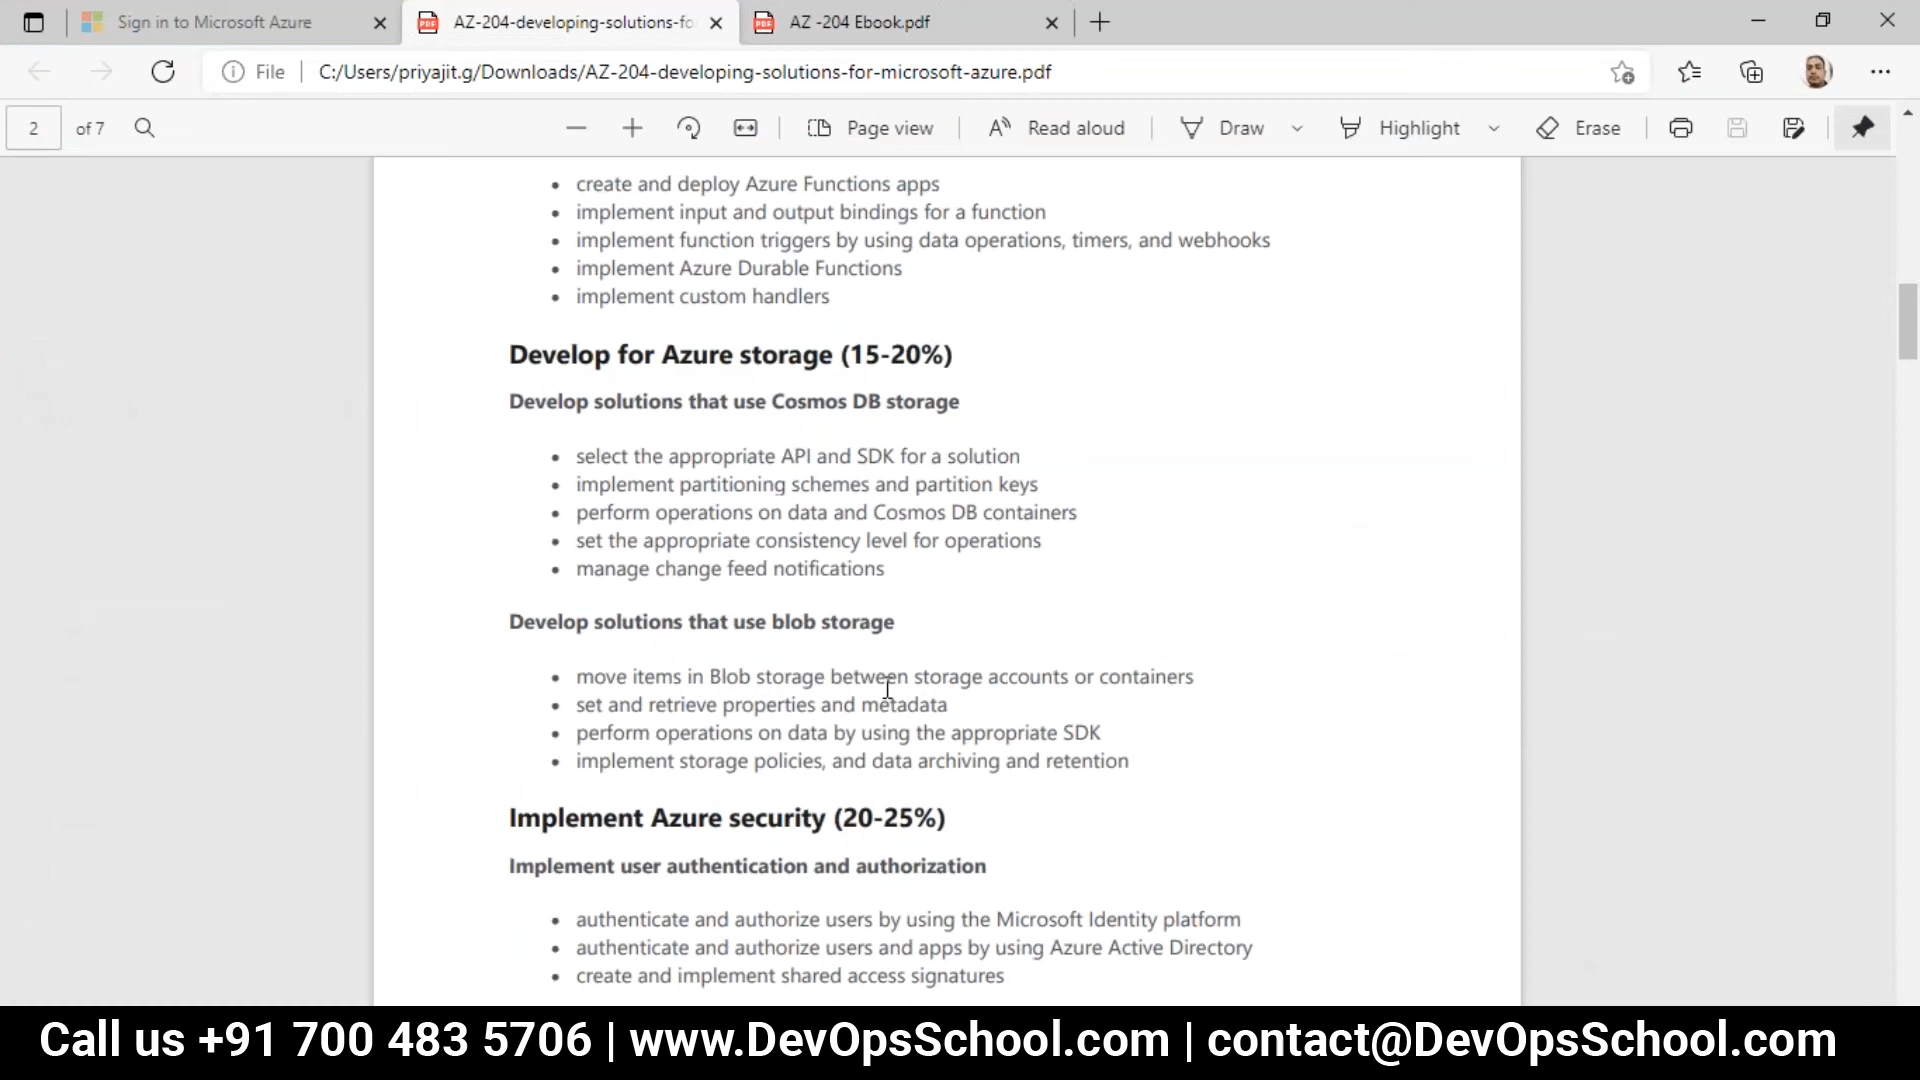 Sign in to Microsoft Azure
AZ-204-developing-solutions-fo
AZ -204 Ebook.pdf
File
C:/Users/priyajit.g/Downloads/AZ-204-developing-solutions-for-microsoft-azure.pdf
2 of 7
Page view
Read aloud
Draw
Highlight
Erase
• create and deploy Azure Functions apps
• implement input and output bindings for a function
• implement function triggers by using data operations, timers, and webhooks
• implement Azure Durable Functions
• implement custom handlers
Develop for Azure storage (15-20%)
Develop solutions that use Cosmos DB storage
• select the appropriate API and SDK for a solution
• implement partitioning schemes and partition keys
• perform operations on data and Cosmos DB containers
• set the appropriate consistency level for operations
• manage change feed notifications
Develop solutions that use blob storage
• move items in Blob storage between storage accounts or containers
• set and retrieve properties and metadata
• perform operations on data by using the appropriate SDK
• implement storage policies, and data archiving and retention
Implement Azure security (20-25%)
Implement user authentication and authorization
• authenticate and authorize users by using the Microsoft Identity platform
• authenticate and authorize users and apps by using Azure Active Directory
• create and implement shared access signatures
Call us +91 700 483 5706 | www.DevOpsSchool.com | contact@DevOpsSchool.com